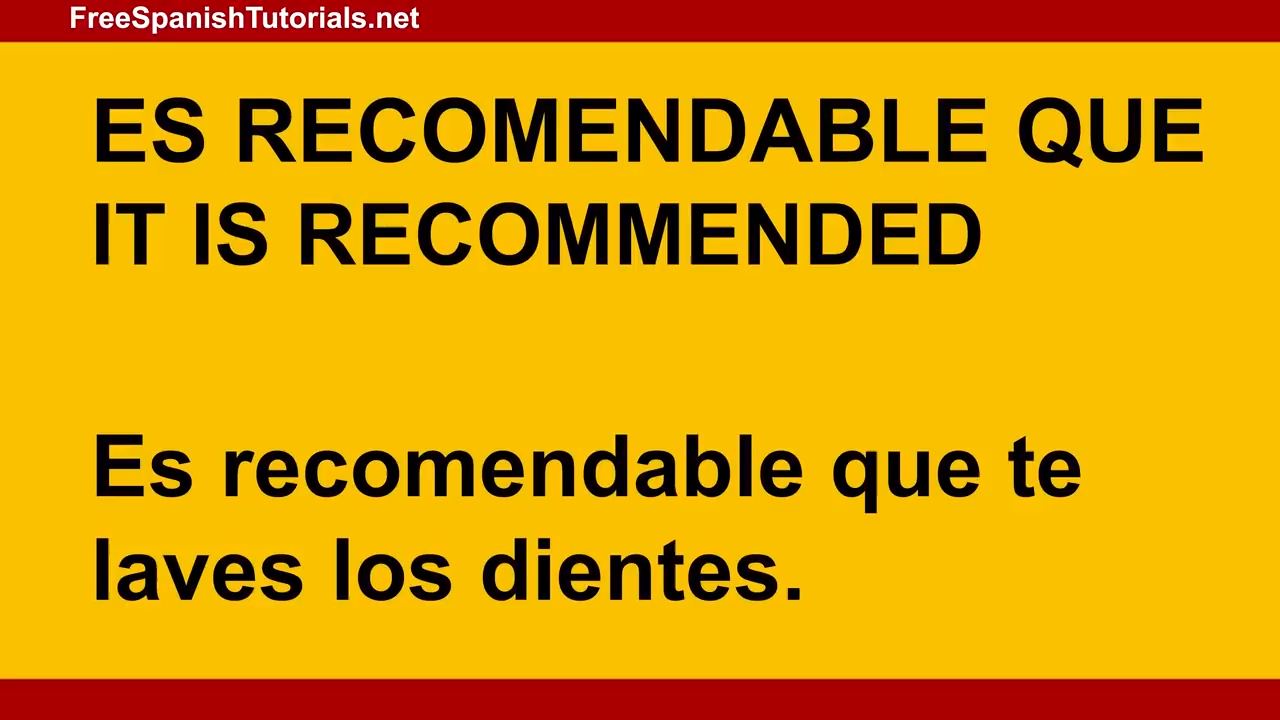 FreeSpanishTutorials.net
ES RECOMENDABLE QUE
IT IS RECOMMENDED
Es recomendable que te
laves los dientes.